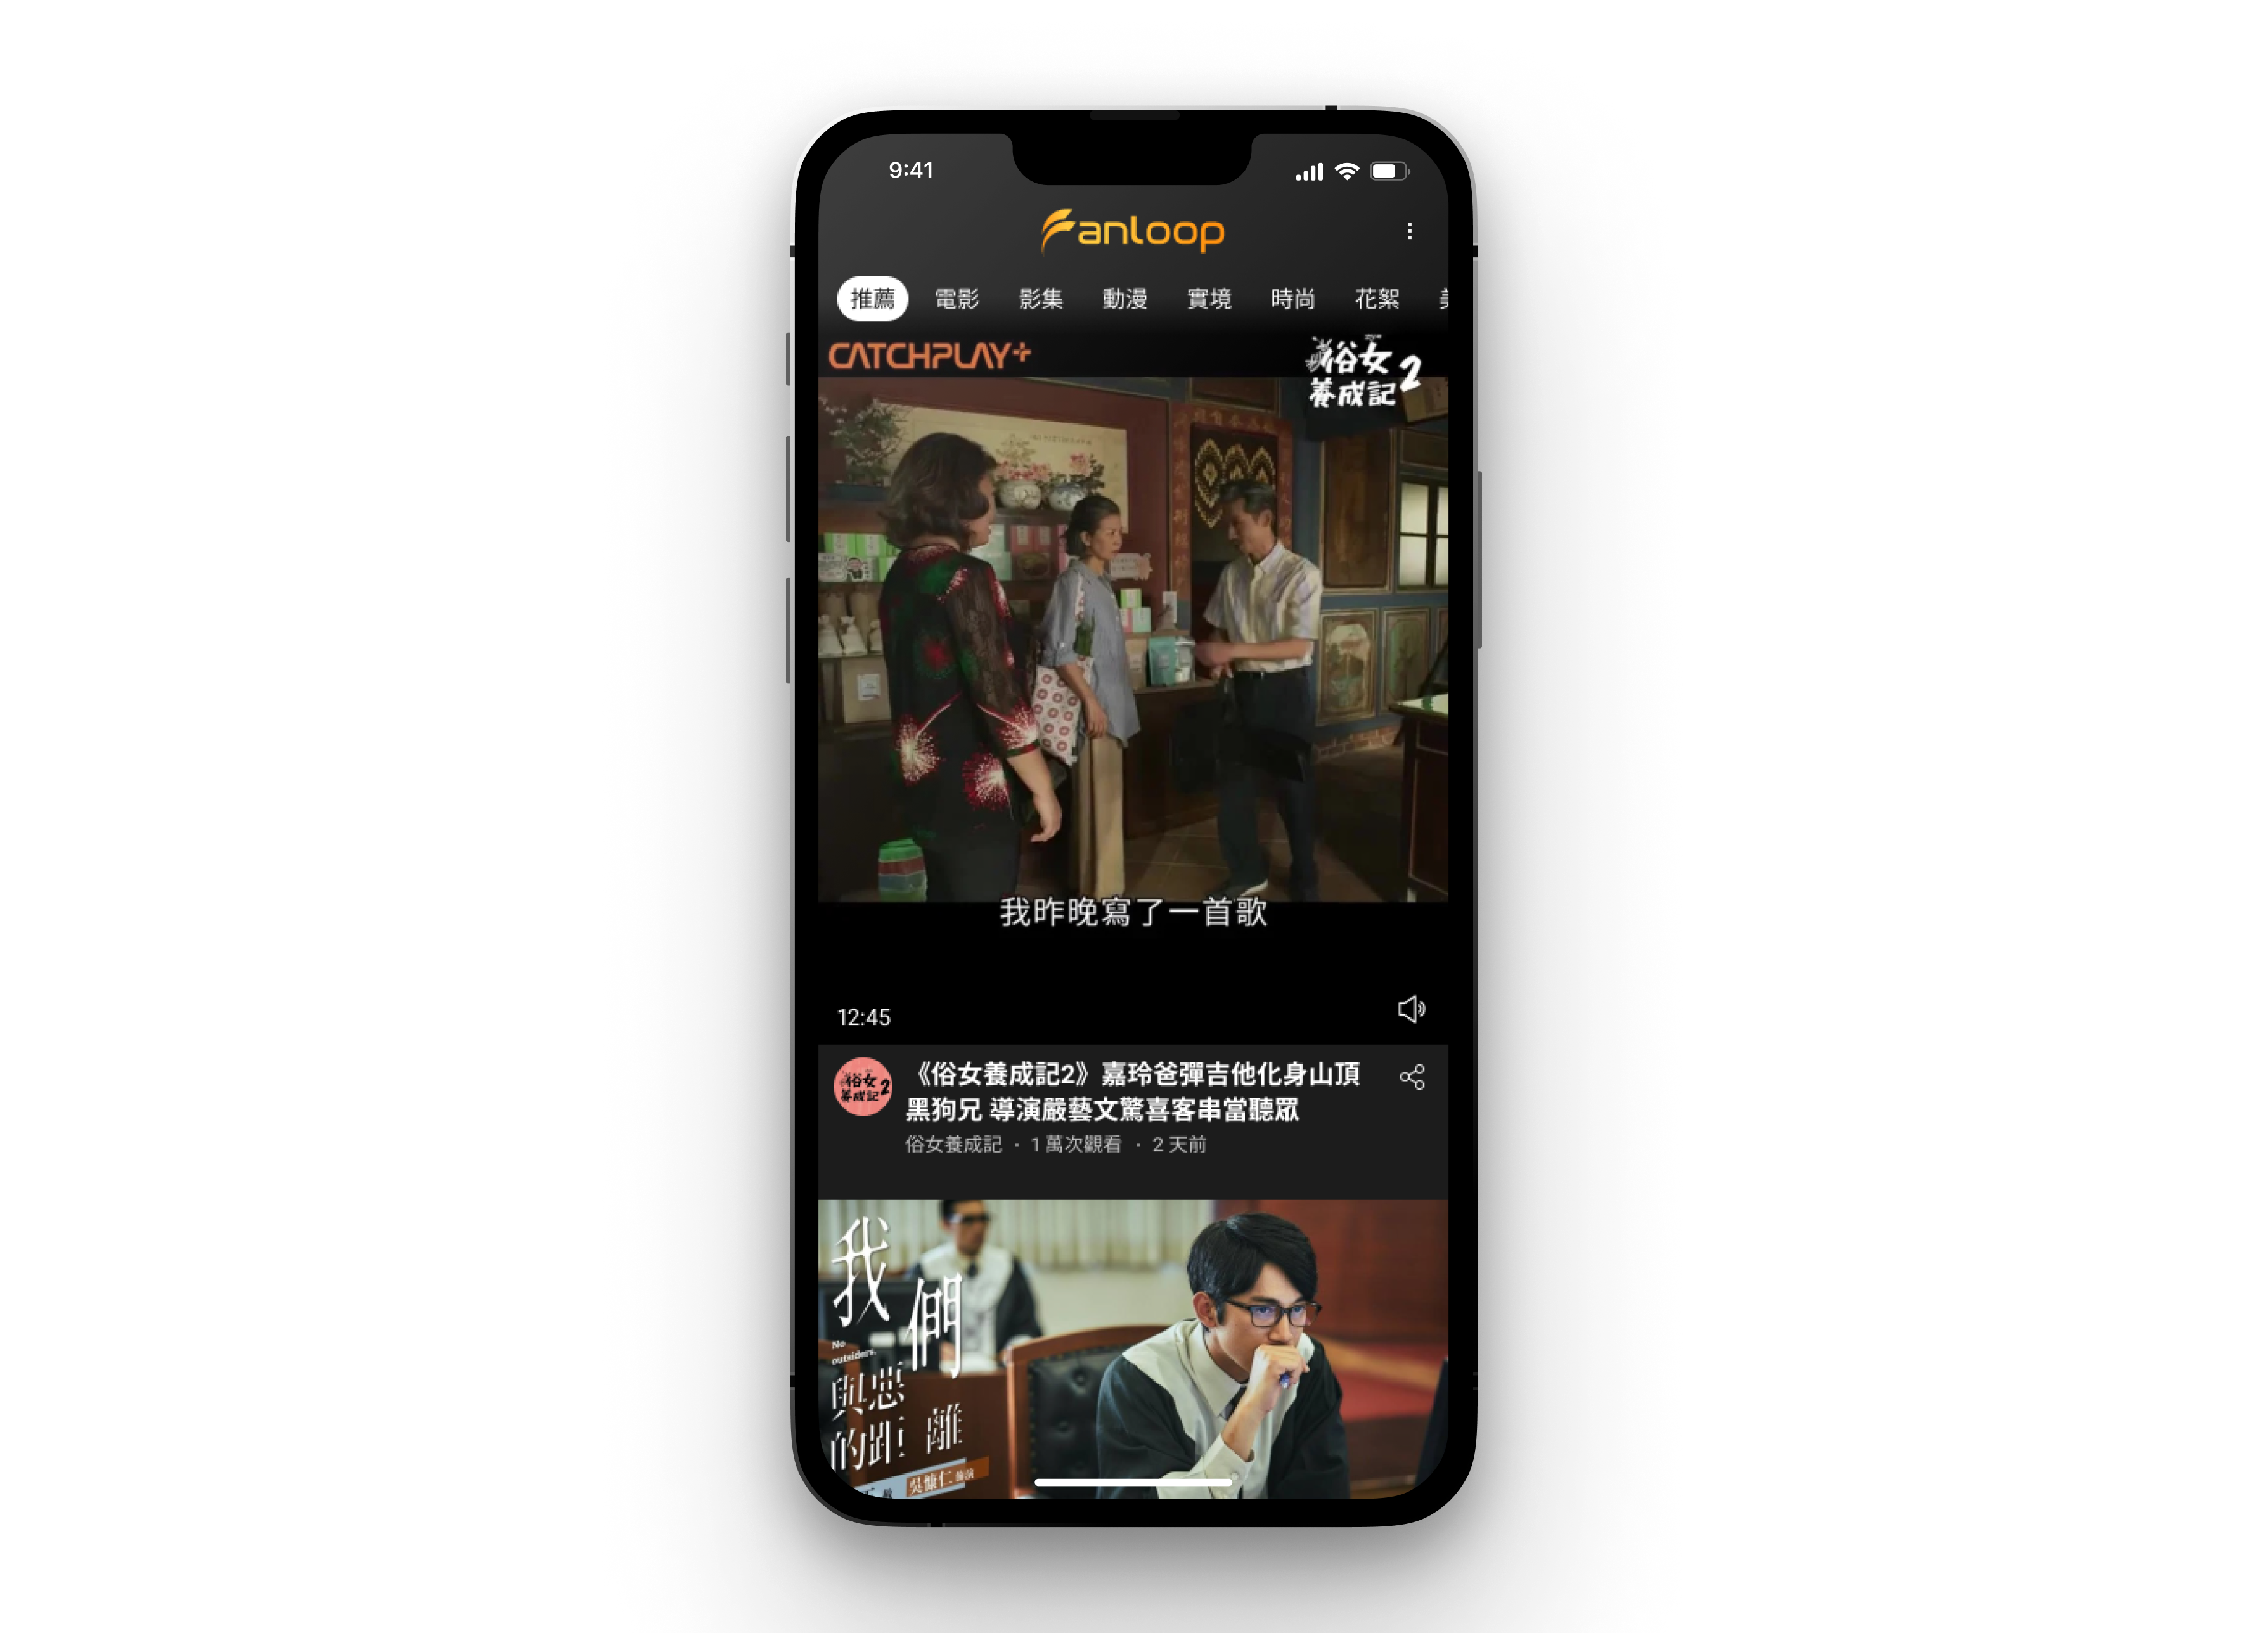 9:41
Fanloop
推薦 電影 影集 動漫 實境 時尚 花絮
CATCHPLAY+
俗女
養成記2
我昨晚寫了一首歌
12:45
俗女
養成記2
《俗女養成記2》嘉玲爸彈吉他化身山頂
黑狗兄 導演嚴藝文驚喜客串當聽眾
俗女養成記 · 1 萬次觀看 · 2 天前
我們
No
outsiders.
與惡
的距離
吳慷仁 飾演